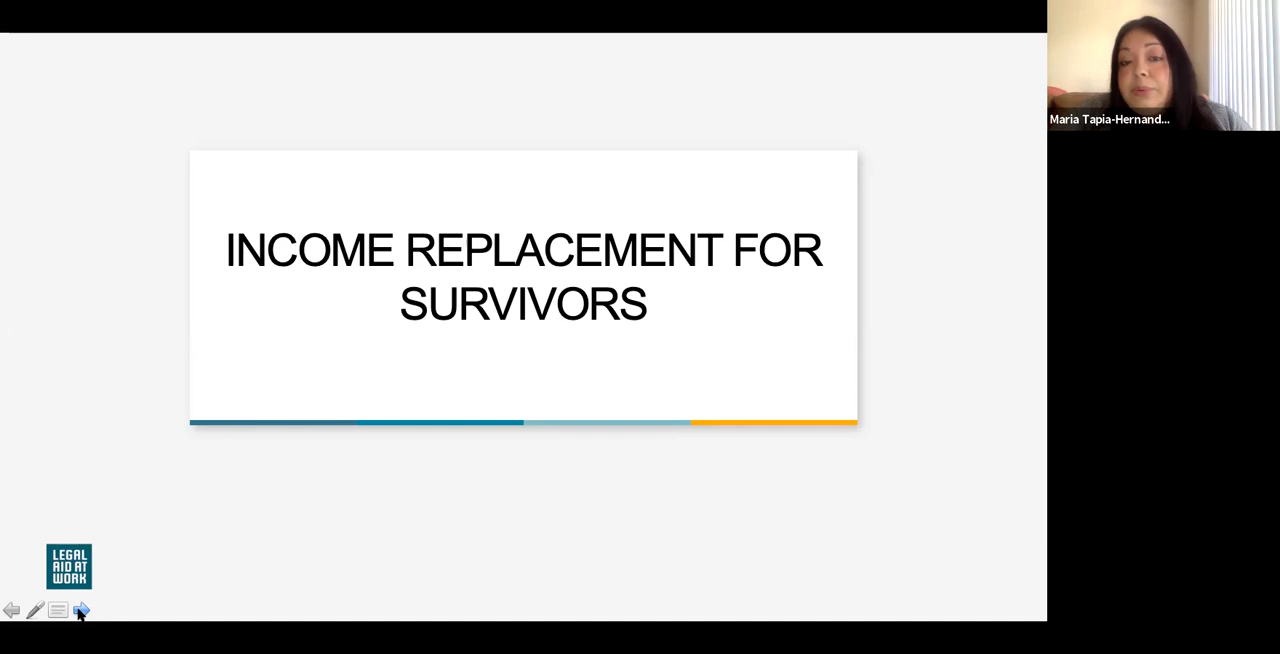 Maria Tapia-Hernand...
INCOME REPLACEMENT FOR
SURVIVORS
LEGAL
AID AT
WORK